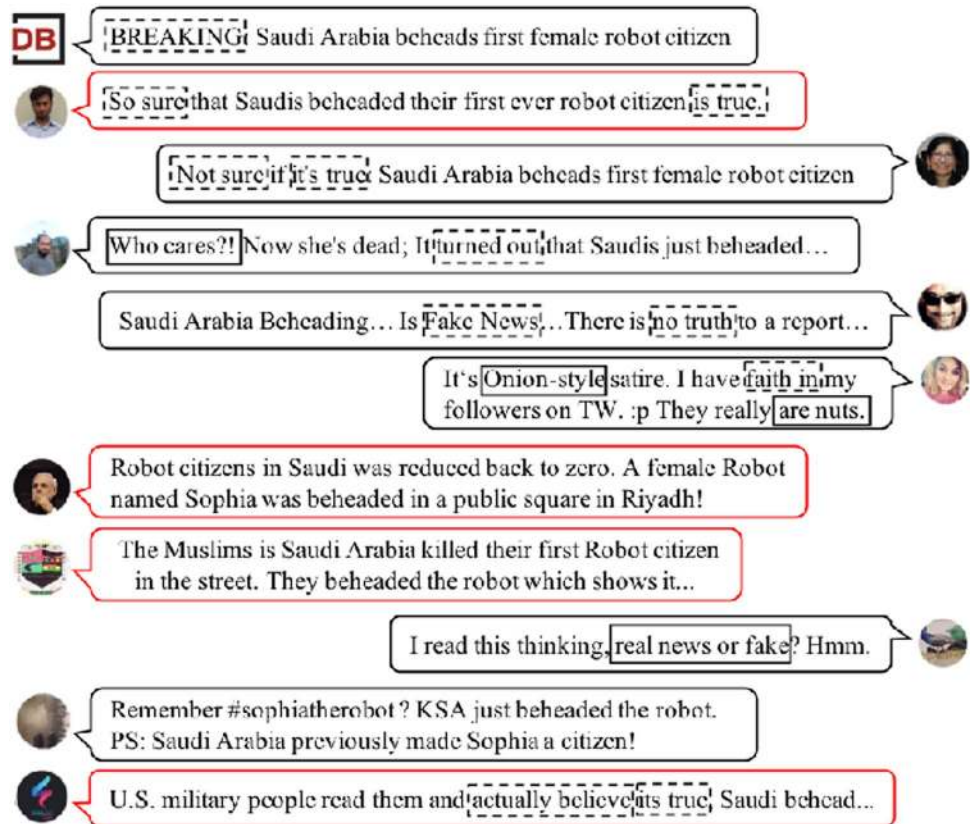 DB
BREAKING! Saudi Arabia beheads first female robot citizen
So sure that Saudis beheaded their first ever robot citizen is true.
Not sure if it's true: Saudi Arabia beheads first female robot citizen
Who cares?! Now she's dead; It turned out that Saudis just beheaded...
Saudi Arabia Beheading... Is Fake News ...There is no truth to a report...
It's Onion-style satire. I have faith in my
followers on TW. :p They really are nuts.
Robot citizens in Saudi was reduced back to zero. A female Robot
named Sophia was beheaded in a public square in Riyadh!
The Muslims is Saudi Arabia killed their first Robot citizen
in the street. They beheaded the robot which shows it...
I read this thinking, real news or fake? Hmm.
Remember #sophiatherobot? KSA just beheaded the robot.
PS: Saudi Arabia previously made Sophia a citizen!
U.S. military people read them and actually believe its true, Saudi behead...